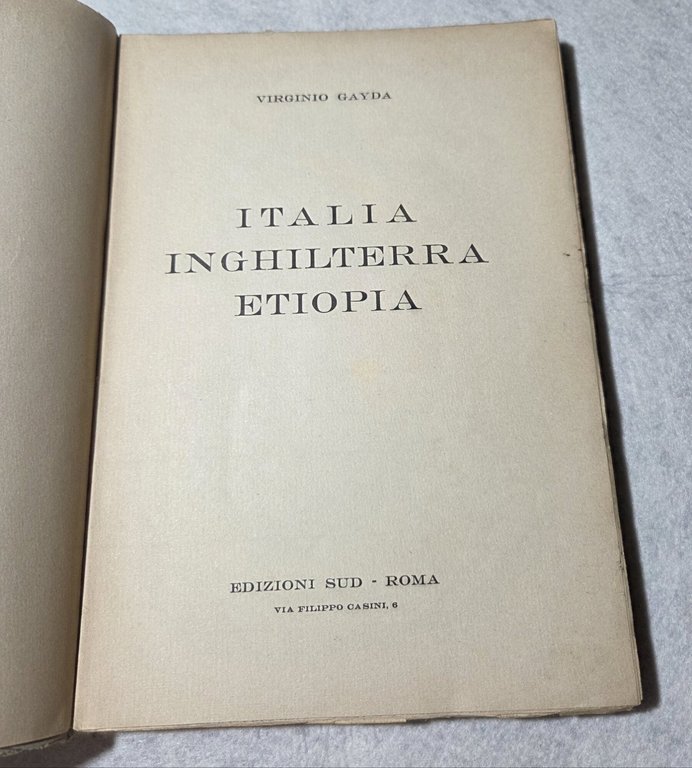 VIRGINIO GAYDA
ITALIA
INGHILTERRA
ETIOPIA
EDIZIONI SUD - ROMA
VIA FILIPPO CASINI, 6